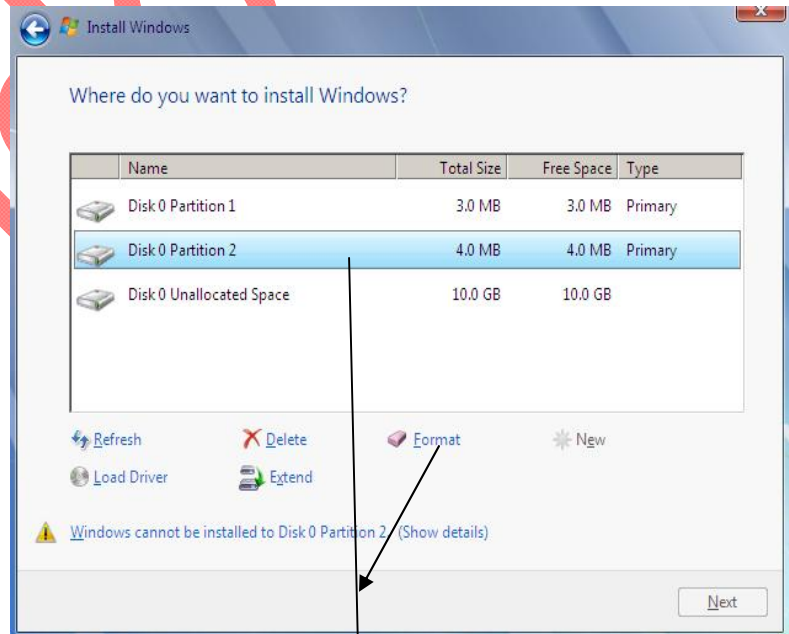 Install Windows
Where do you want to install Windows?
Name Total Size Free Space Type
Disk 0 Partition 1 3.0 MB 3.0 MB Primary
Disk 0 Partition 2 4.0 MB 4.0 MB Primary
Disk 0 Unallocated Space 10.0 GB 10.0 GB
Refresh Delete Format New
Load Driver Extend
Windows cannot be installed to Disk 0 Partition 2. (Show details)
Next